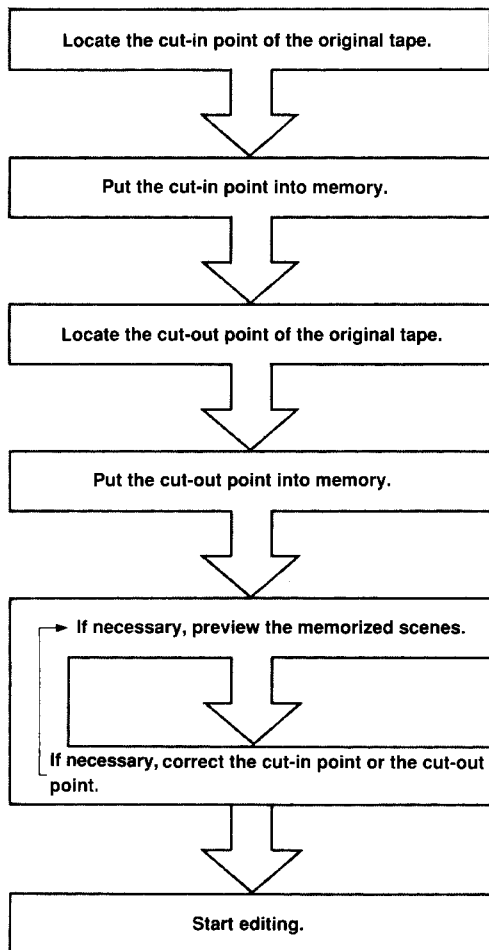 Locate the cut-in point of the original tape.
Put the cut-in point into memory.
Locate the cut-out point of the original tape.
Put the cut-out point into memory.
If necessary, preview the memorized scenes.
If necessary, correct the cut-in point or the cut-out
point.
Start editing.